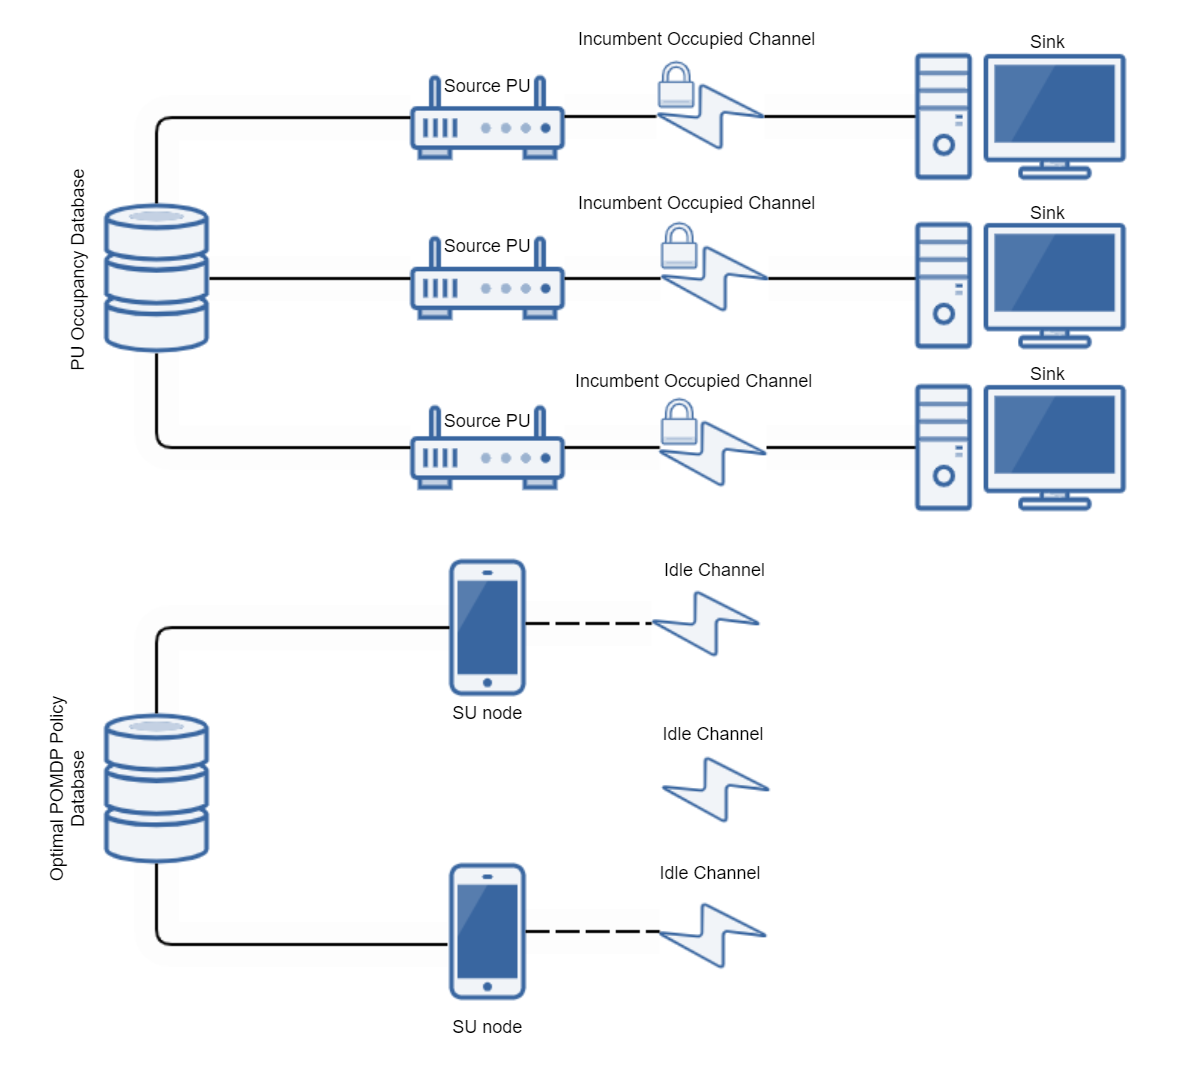 Incumbent Occupied Channel
Sink
Source PU
Incumbent Occupied Channel
Sink
Source PU
PU Occupancy Database
Incumbent Occupied Channel
Sink
Source PU
Idle Channel
SU node
Idle Channel
Optimal POMDP Policy
Database
Idle Channel
SU node